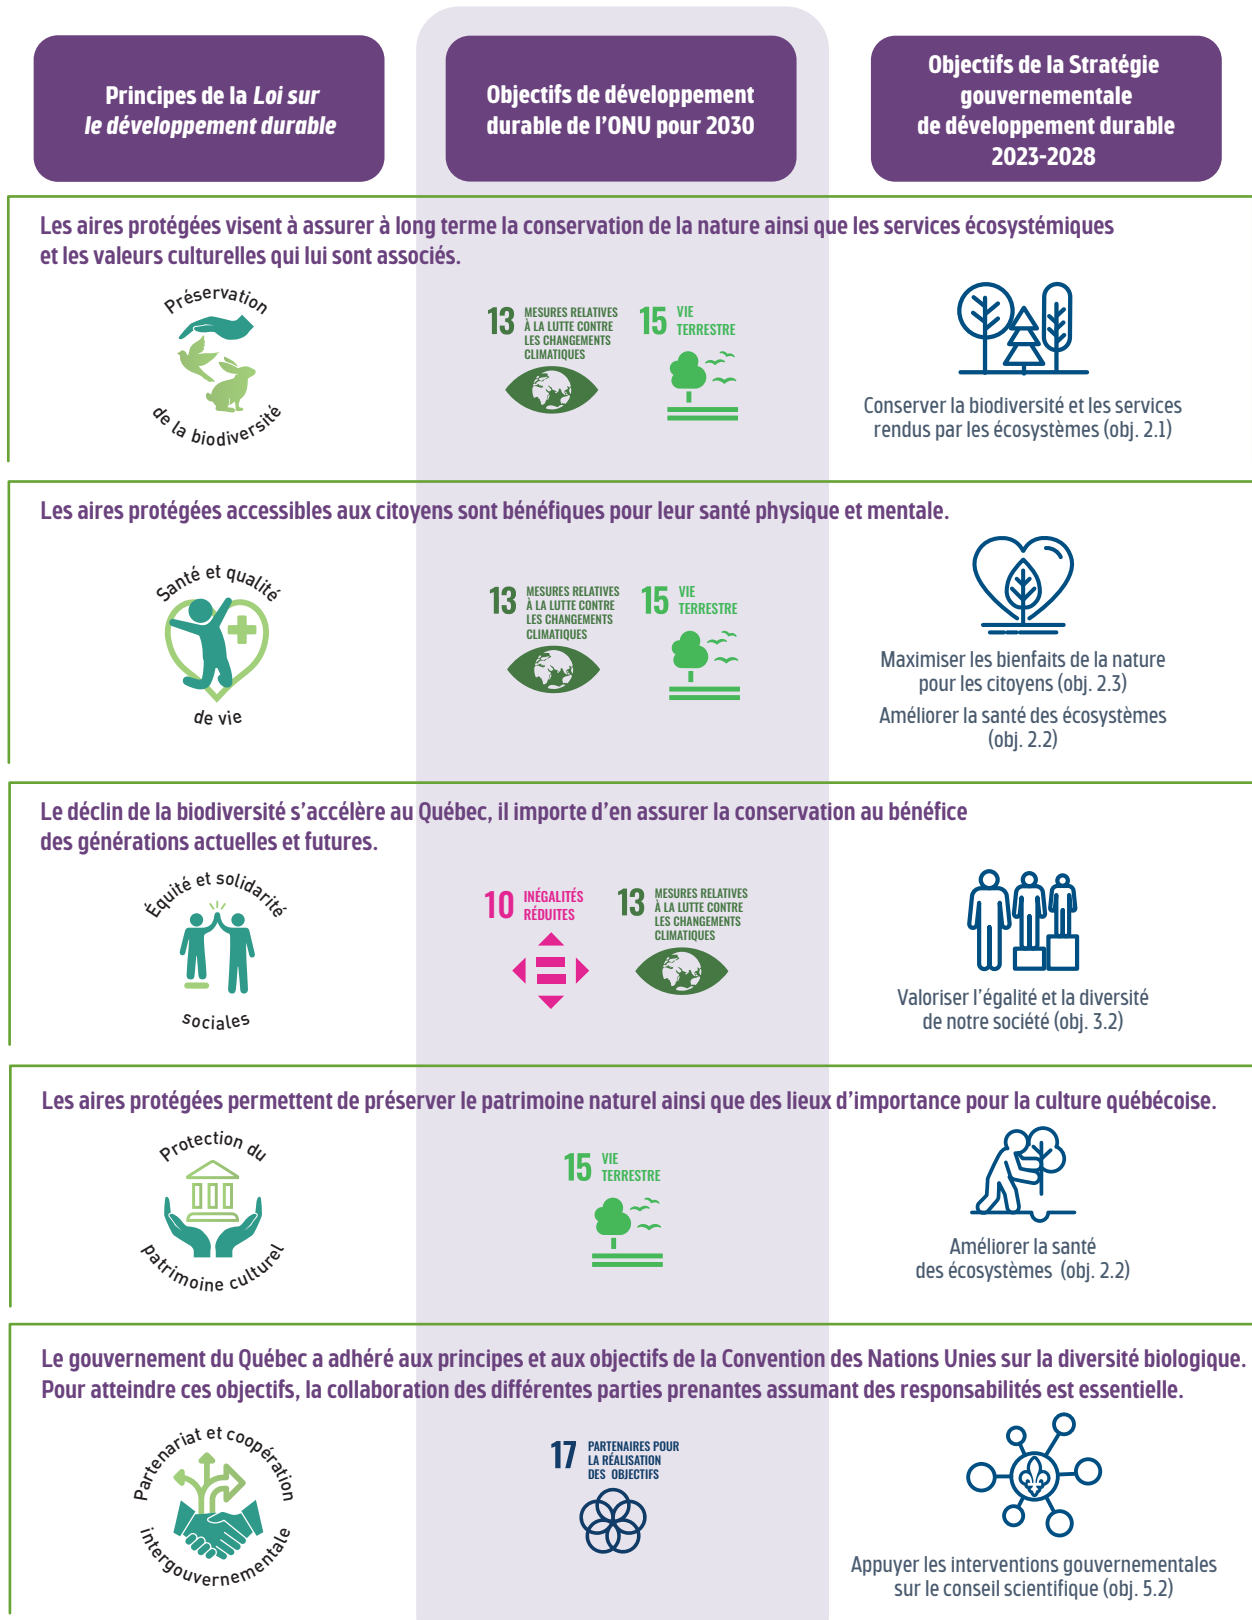 Principes de la Loi sur
le développement durable
Objectifs de développement
durable de l'ONU pour 2030
Objectifs de la Stratégie
gouvernementale
de développement durable
2023-2028
Les aires protégées visent à assurer à long terme la conservation de la nature ainsi que les services écosystémiques
et les valeurs culturelles qui lui sont associés.
Préservation
de la biodiversité
13 MESURES RELATIVES
À LA LUTTE CONTRE
LES CHANGEMENTS
CLIMATIQUES
15 VIE
TERRESTRE
Conserver la biodiversité et les services
rendus par les écosystèmes (obj. 2.1)
Les aires protégées accessibles aux citoyens sont bénéfiques pour leur santé physique et mentale.
Santé et qualité
de vie
13 MESURES RELATIVES
À LA LUTTE CONTRE
LES CHANGEMENTS
CLIMATIQUES
15 VIE
TERRESTRE
Maximiser les bienfaits de la nature
pour les citoyens (obj. 2.3)
Améliorer la santé des écosystèmes
(obj. 2.2)
Le déclin de la biodiversité s'accélère au Québec, il importe d'en assurer la conservation au bénéfice
des générations actuelles et futures.
Équité et solidarité
sociales
10 INÉGALITÉS
RÉDUITES
13 MESURES RELATIVES
À LA LUTTE CONTRE
LES CHANGEMENTS
CLIMATIQUES
Valoriser l'égalité et la diversité
de notre société (obj. 3.2)
Les aires protégées permettent de préserver le patrimoine naturel ainsi que des lieux d'importance pour la culture québécoise.
Protection du
patrimoine culturel
15 VIE
TERRESTRE
Améliorer la santé
des écosystèmes (obj. 2.2)
Le gouvernement du Québec a adhéré aux principes et aux objectifs de la Convention des Nations Unies sur la diversité biologique.
Pour atteindre ces objectifs, la collaboration des différentes parties prenantes assumant des responsabilités est essentielle.
Partenariat et coopération
intergouvernementale
17 PARTENAIRES POUR
LA RÉALISATION
DES OBJECTIFS
Appuyer les interventions gouvernementales
sur le conseil scientifique (obj. 5.2)